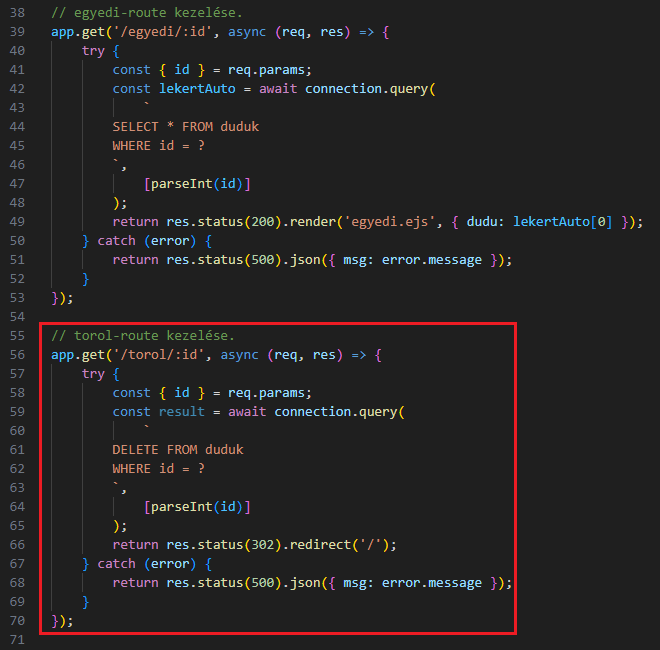 38 // egyedi-route kezelése.
39 app.get('/egyedi/:id', async (req, res) => {
40 try {
41 const { id } = req.params;
42 const lekertAuto = await connection.query(
43 `
44 SELECT * FROM duduk
45 WHERE id = ?
46 `,
47 [parseInt(id)]
48 );
49 return res.status(200).render('egyedi.ejs', { dudu: lekertAuto[0] });
50 } catch (error) {
51 return res.status(500).json({ msg: error.message });
52 }
53 });
54
55 // torol-route kezelése.
56 app.get('/torol/:id', async (req, res) => {
57 try {
58 const { id } = req.params;
59 const result = await connection.query(
60 `
61 DELETE FROM duduk
62 WHERE id = ?
63 `,
64 [parseInt(id)]
65 );
66 return res.status(302).redirect('/');
67 } catch (error) {
68 return res.status(500).json({ msg: error.message });
69 }
70 });
71